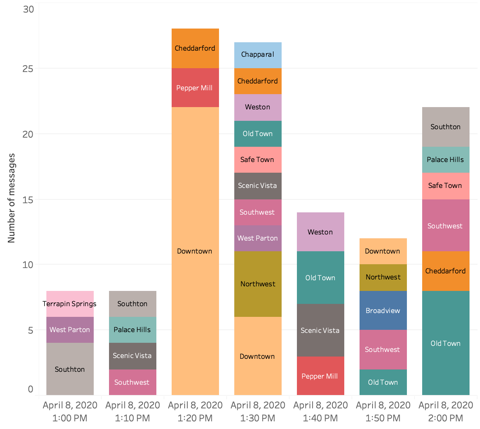 30
25
20
15
10
5
0
Number of messages
Terrapin Springs
West Parton
Southton
Southton
Palace Hills
Scenic Vista
Southwest
Cheddarford
Pepper Mill
Downtown
Chapparal
Cheddarford
Weston
Old Town
Safe Town
Scenic Vista
Southwest
West Parton
Northwest
Downtown
Weston
Old Town
Scenic Vista
Pepper Mill
Downtown
Northwest
Broadview
Southwest
Old Town
Southton
Palace Hills
Safe Town
Southwest
Cheddarford
Old Town
April 8, 2020 April 8, 2020 April 8, 2020 April 8, 2020 April 8, 2020 April 8, 2020 April 8, 2020
1:00 PM 1:10 PM 1:20 PM 1:30 PM 1:40 PM 1:50 PM 2:00 PM